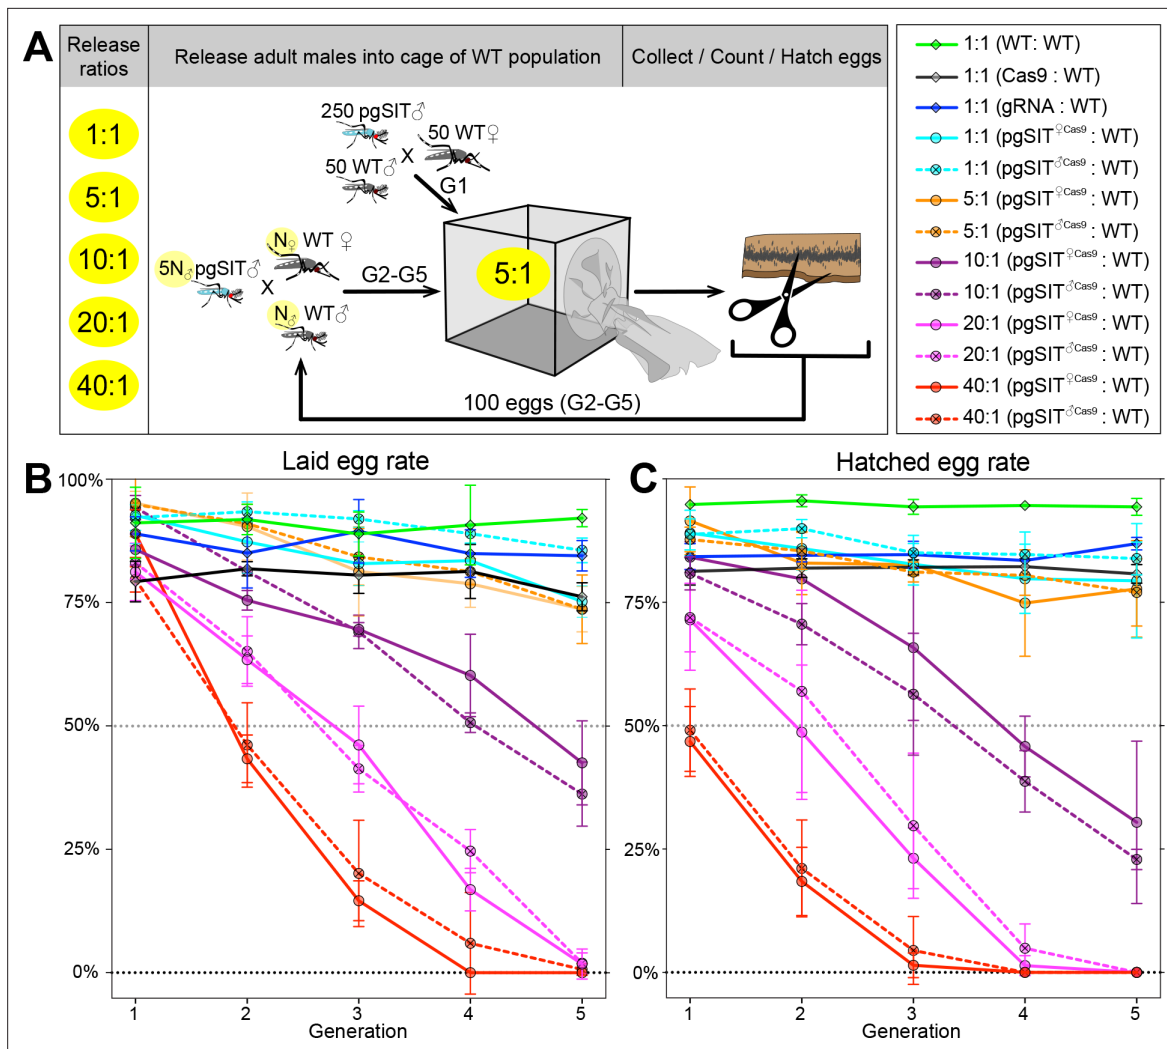 A
Release ratios
Release adult males into cage of WT population
Collect / Count / Hatch eggs
1:1
5:1
10:1
20:1
40:1
250 pgSIT♂
50 WT♀
X
50 WT♂
G1
N♀ WT ♀
5N♂ pgSIT♂
X
N♂ WT♂
G2-G5
5:1
100 eggs (G2-G5)
1:1 (WT: WT)
1:1 (Cas9 : WT)
1:1 (gRNA : WT)
1:1 (pgSIT♀Cas9 : WT)
1:1 (pgSIT♂Cas9 : WT)
5:1 (pgSIT♀Cas9 : WT)
5:1 (pgSIT♂Cas9 : WT)
10:1 (pgSIT♀Cas9 : WT)
10:1 (pgSIT♂Cas9 : WT)
20:1 (pgSIT♀Cas9 : WT)
20:1 (pgSIT♂Cas9 : WT)
40:1 (pgSIT♀Cas9 : WT)
40:1 (pgSIT♂Cas9 : WT)
B
Laid egg rate
100%
75%
50%
25%
0%
1 2 3 4 5
Generation
C
Hatched egg rate
75%
50%
25%
0%
1 2 3 4 5
Generation